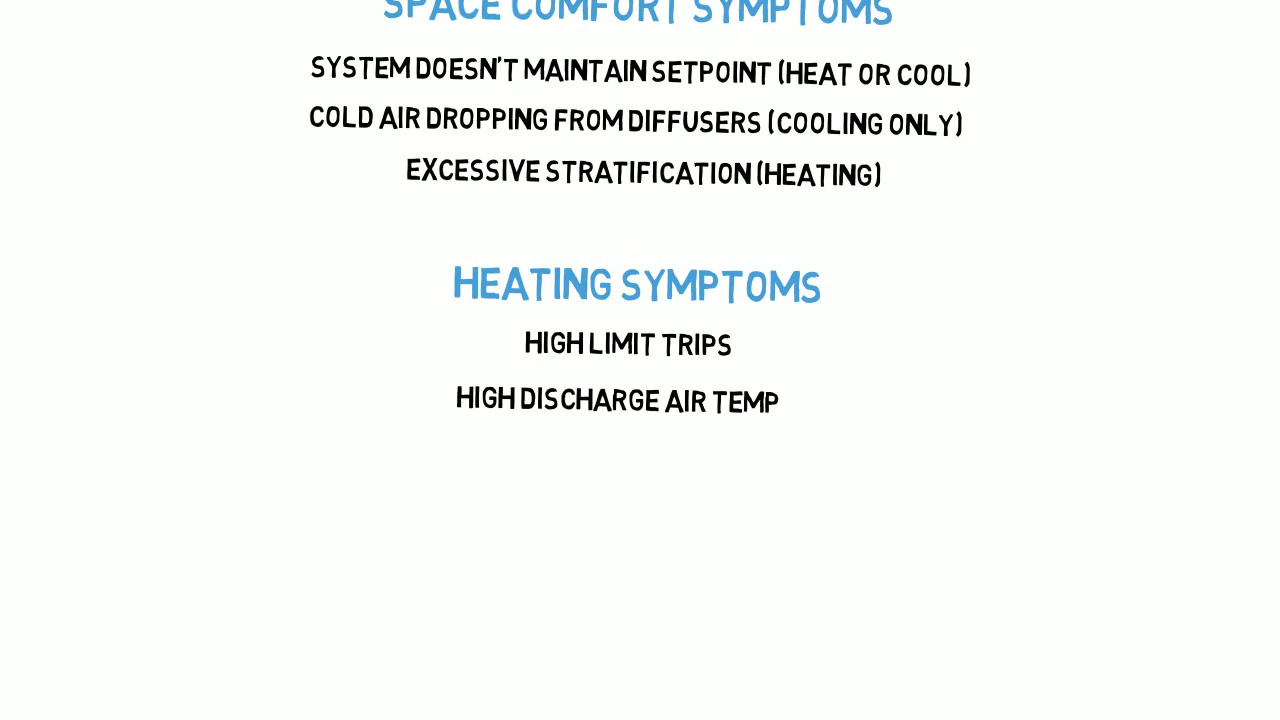 SPACE COMFORT SYMPTOMS
SYSTEM DOESN'T MAINTAIN SETPOINT (HEAT OR COOL)
COLD AIR DROPPING FROM DIFFUSERS (COOLING ONLY)
EXCESSIVE STRATIFICATION (HEATING)
HEATING SYMPTOMS
HIGH LIMIT TRIPS
HIGH DISCHARGE AIR TEMP